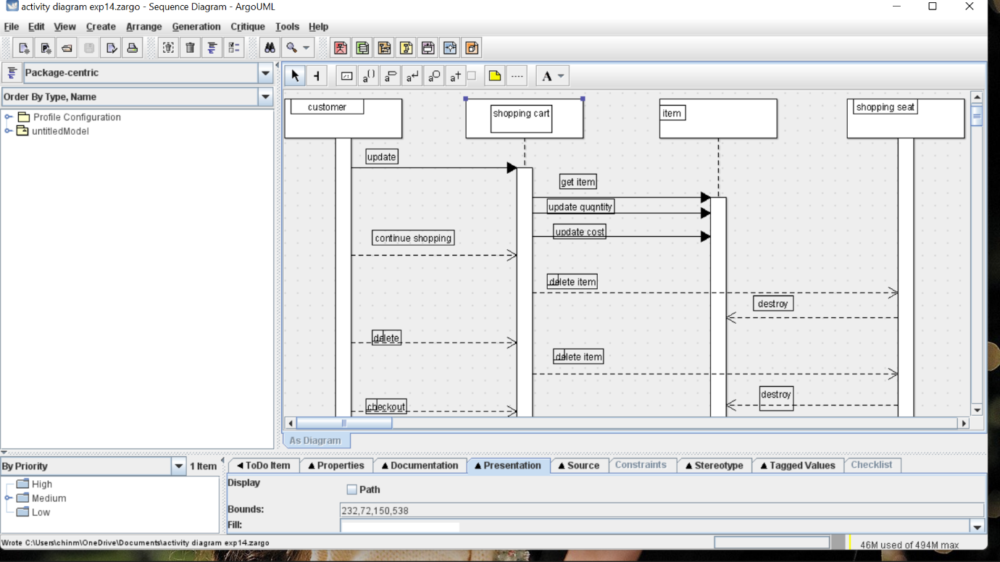 activity diagram exp14.zargo - Sequence Diagram - ArgoUML
File Edit View Create Arrange Generation Critique Tools Help
Package-centric
Order By Type, Name
Profile Configuration
untitledModel
customer
shopping cart
item
shopping seat
update
get item
update quqntity
update cost
continue shopping
delete item
destroy
delete
delete item
destroy
checkout
As Diagram
By Priority
1 Item
High
Medium
Low
ToDo Item
Properties
Documentation
Presentation
Source
Constraints
Stereotype
Tagged Values
Checklist
Display
Path
Bounds:
232,72,150,538
Fill:
Wrote C:\Users\chinm\OneDrive\Documents\activity diagram exp14.zargo
46M used of 494M max